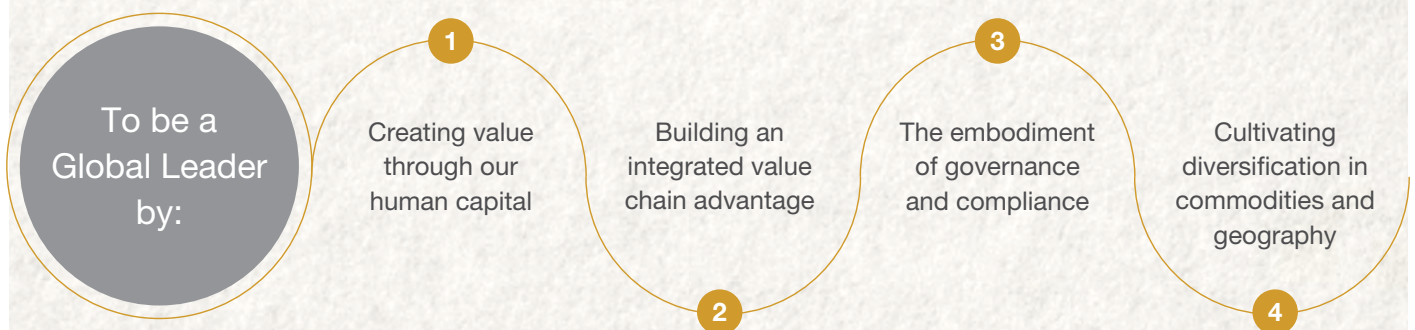 To be a
Global Leader
by:
1
Creating value
through our
human capital
2
Building an
integrated value
chain advantage
3
The embodiment
of governance
and compliance
4
Cultivating
diversification in
commodities and
geography